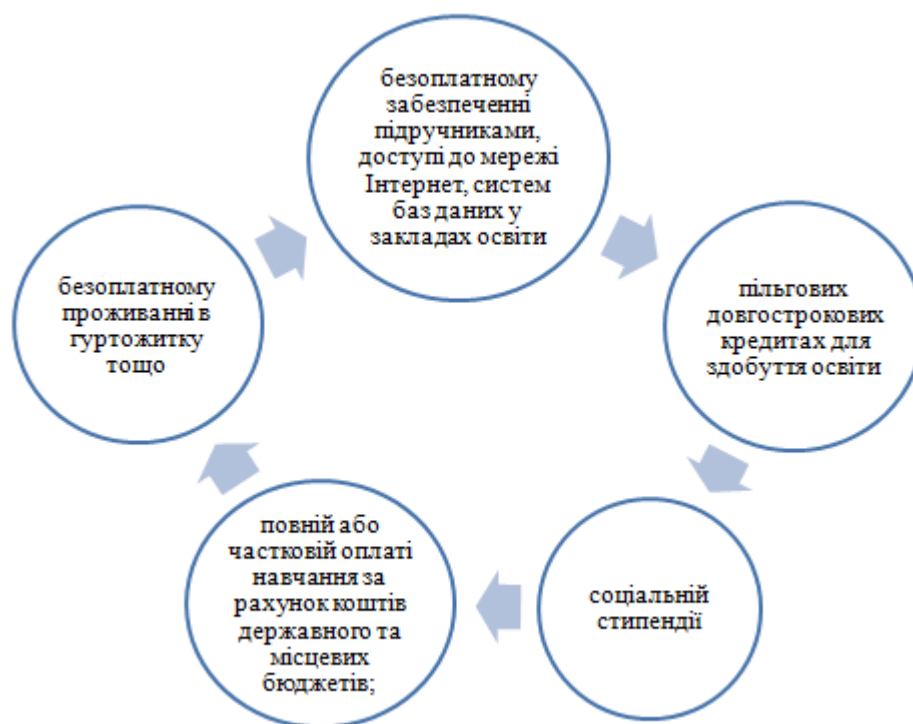 безоплатному
забезпеченні
підручниками,
доступі до мережі
Інтернет, систем
баз даних у
закладах освіти
пільгових
довгострокових
кредитах для
здобуття освіти
соціальній
стипендії
повній або
частковій оплаті
навчання за
рахунок коштів
державного та
місцевих
бюджетів;
безоплатному
проживанні в
гуртожитку
тощо